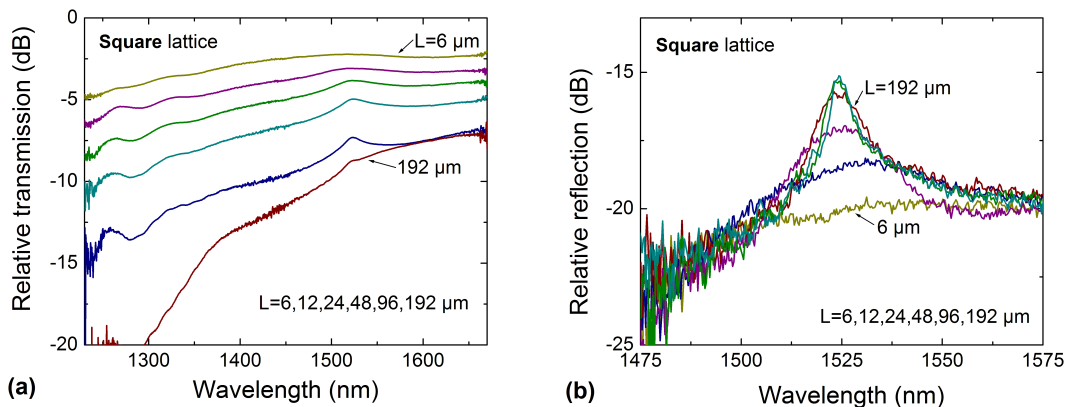 0
-5
-10
-15
-20
Relative transmission (dB)
Square lattice
L=6 µm
192 µm
L=6,12,24,48,96,192 µm
1300
1400
1500
1600
Wavelength (nm)
(a)
-15
-20
-25
Relative reflection (dB)
Square lattice
L=192 µm
6 µm
L=6,12,24,48,96,192 µm
1475
1500
1525
1550
1575
Wavelength (nm)
(b)